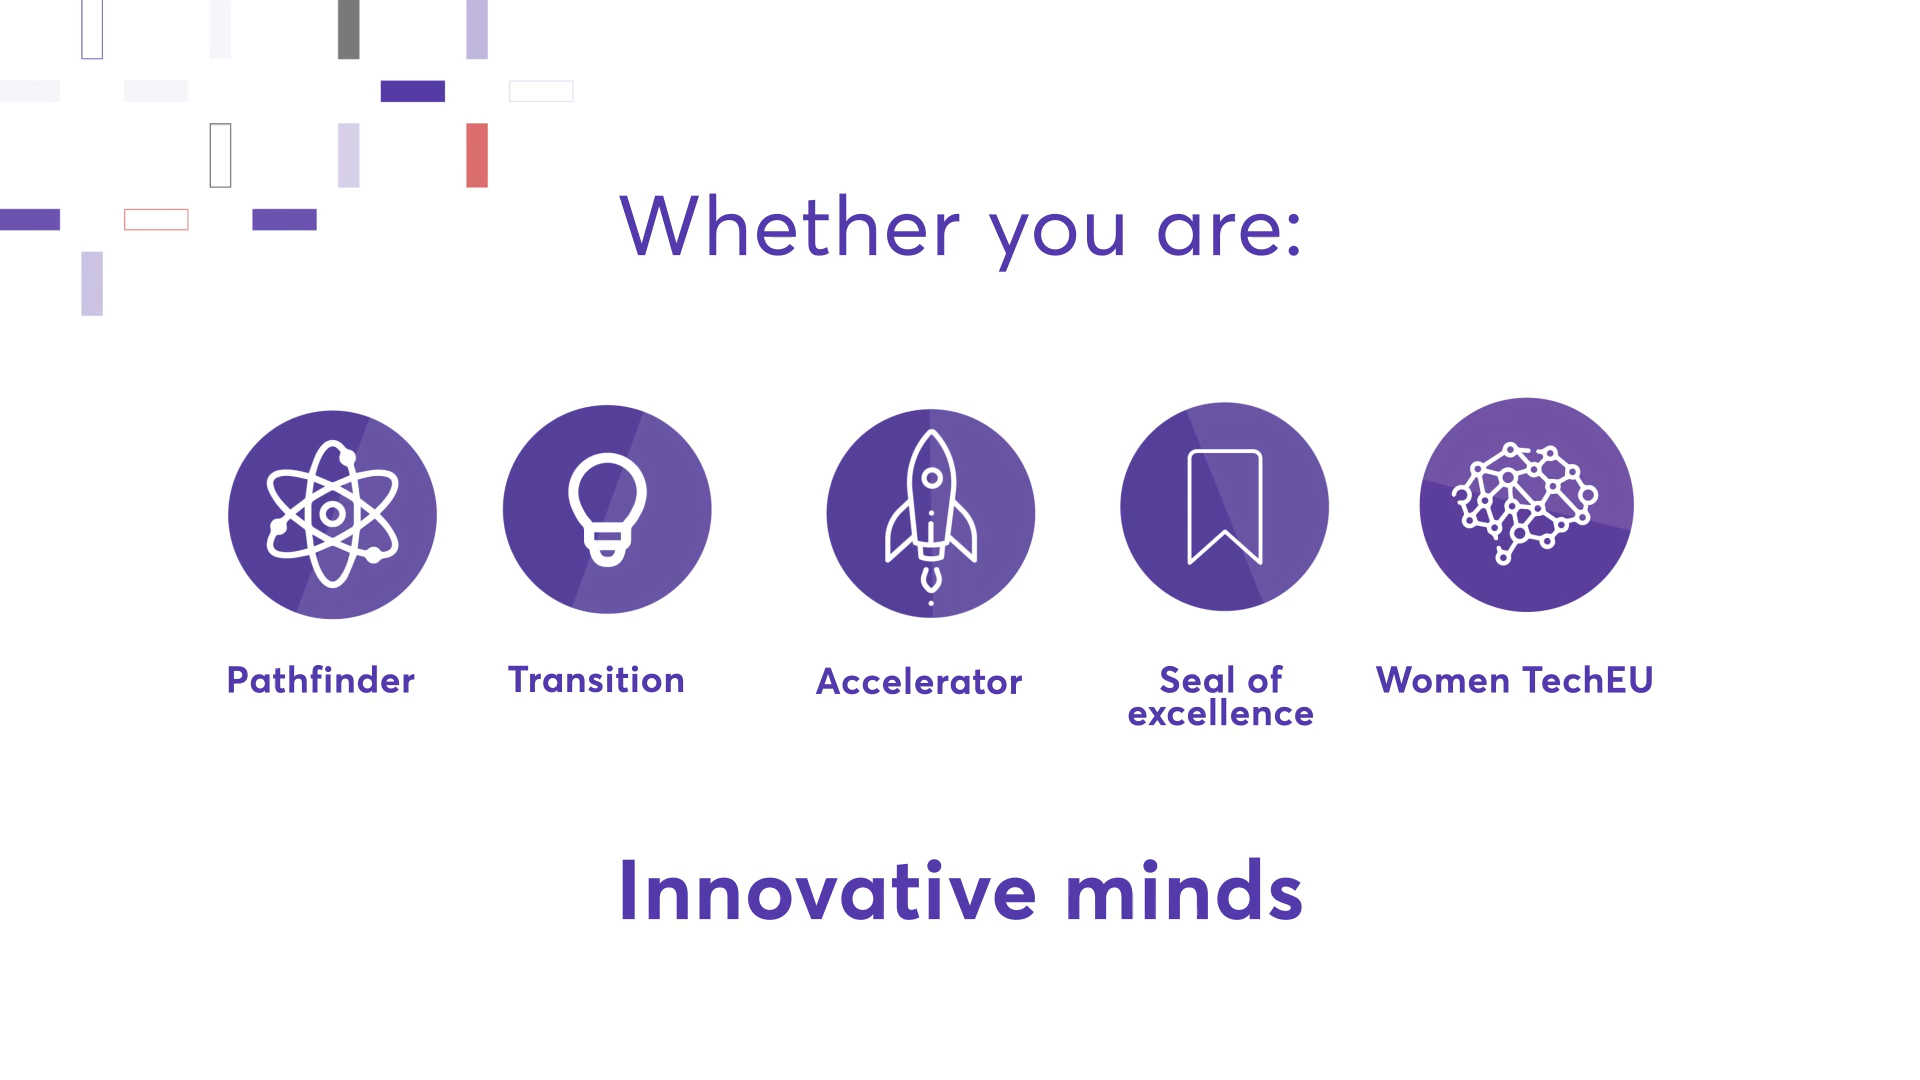 Whether you are:
Pathfinder
Transition
Accelerator
Seal of
excellence
Women TechEU
Innovative minds